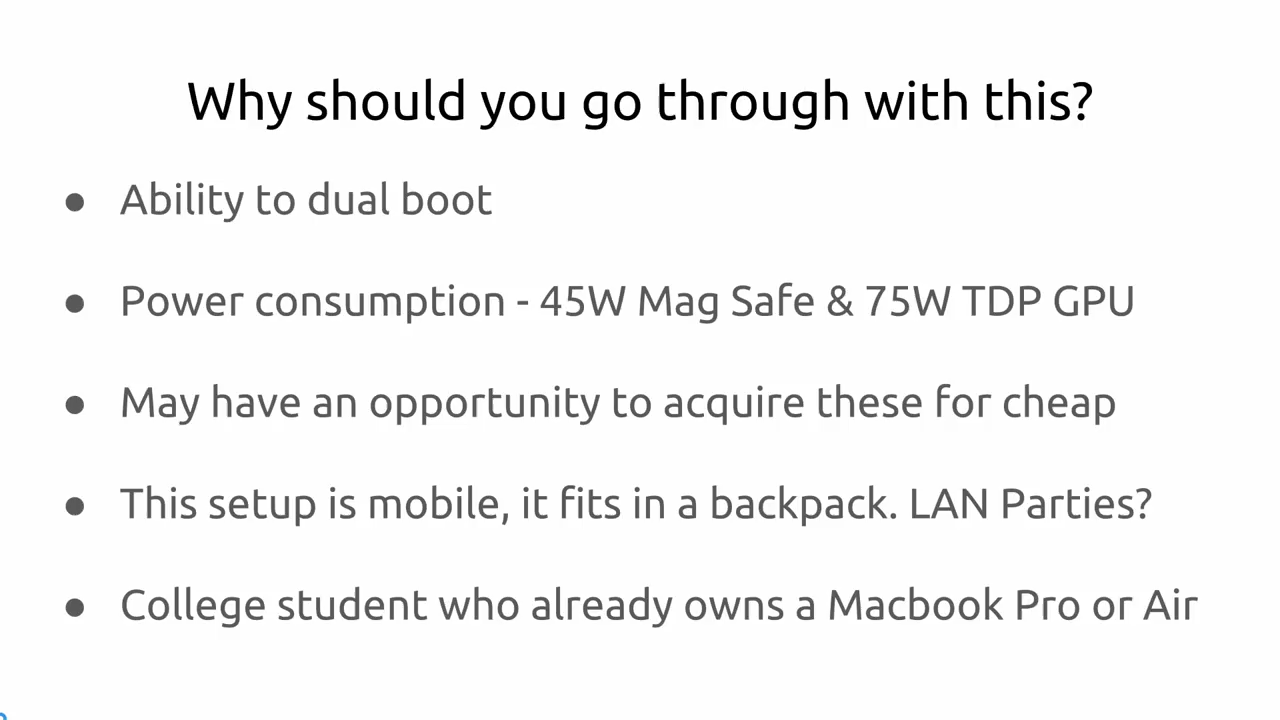 Why should you go through with this?
● Ability to dual boot
● Power consumption - 45W Mag Safe & 75W TDP GPU
● May have an opportunity to acquire these for cheap
● This setup is mobile, it fits in a backpack. LAN Parties?
● College student who already owns a Macbook Pro or Air